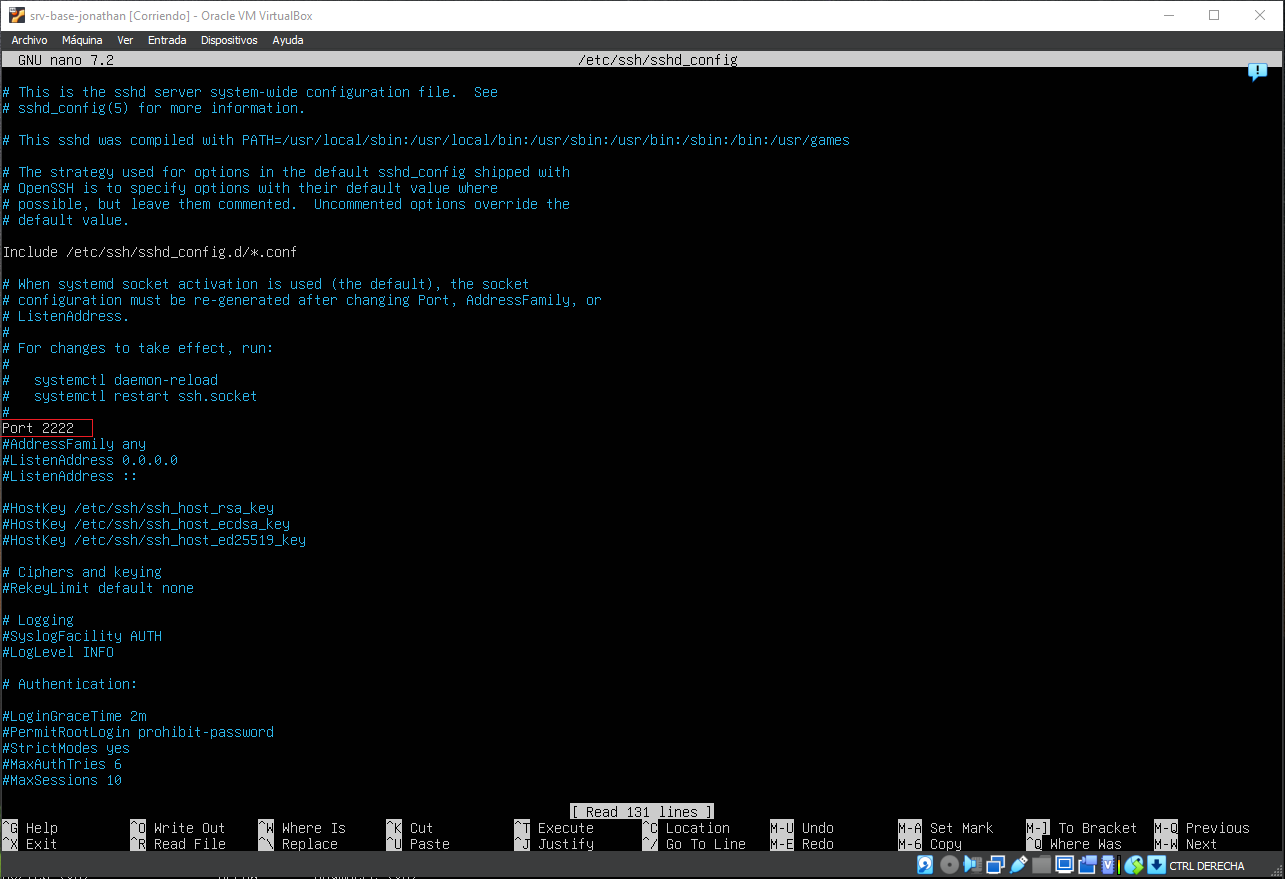 srv-base-jonathan [Corriendo] - Oracle VM VirtualBox
Archivo Máquina Ver Entrada Dispositivos Ayuda
GNU nano 7.2 /etc/ssh/sshd_config
# This is the sshd server system-wide configuration file.  See
# sshd_config(5) for more information.
# This sshd was compiled with PATH=/usr/local/sbin:/usr/local/bin:/usr/sbin:/usr/bin:/sbin:/bin:/usr/games
# The strategy used for options in the default sshd_config shipped with
# OpenSSH is to specify options with their default value where
# possible, but leave them commented.  Uncommented options override the
# default value.
Include /etc/ssh/sshd_config.d/*.conf
# When systemd socket activation is used (the default), the socket
# configuration must be re-generated after changing Port, AddressFamily, or
# ListenAddress.
#
# For changes to take effect, run:
#
#   systemctl daemon-reload
#   systemctl restart ssh.socket
#
Port 2222
#AddressFamily any
#ListenAddress 0.0.0.0
#ListenAddress ::
#HostKey /etc/ssh/ssh_host_rsa_key
#HostKey /etc/ssh/ssh_host_ecdsa_key
#HostKey /etc/ssh/ssh_host_ed25519_key
# Ciphers and keying
#RekeyLimit default none
# Logging
#SyslogFacility AUTH
#LogLevel INFO
# Authentication:
#LoginGraceTime 2m
#PermitRootLogin prohibit-password
#StrictModes yes
#MaxAuthTries 6
#MaxSessions 10
[ Read 131 lines ]
^G Help ^O Write Out ^W Where Is ^K Cut ^T Execute ^C Location M-U Undo M-A Set Mark M-] To Bracket M-Q Previous
^X Exit ^R Read File ^\ Replace ^U Paste ^J Justify ^/ Go To Line M-E Redo M-6 Copy ^Q Where Was M-W Next
CTRL DERECHA